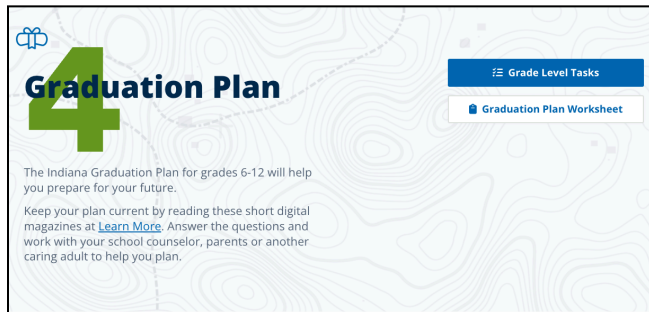 4
Graduation Plan
The Indiana Graduation Plan for grades 6-12 will help
you prepare for your future.
Keep your plan current by reading these short digital
magazines at Learn More. Answer the questions and
work with your school counselor, parents or another
caring adult to help you plan.
Grade Level Tasks
Graduation Plan Worksheet